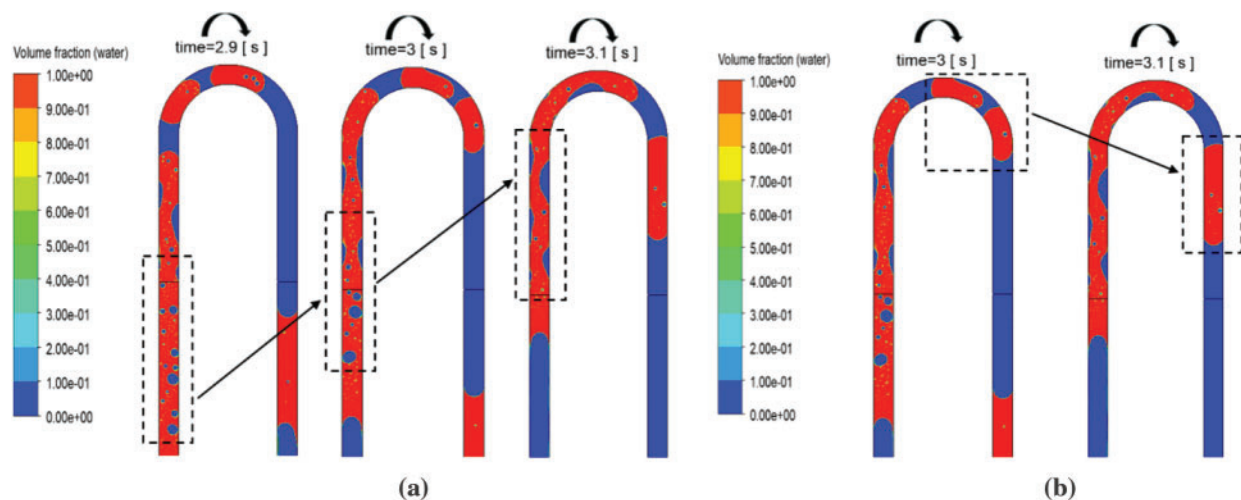 Volume fraction (water)
1.00e+00
9.00e-01
8.00e-01
7.00e-01
6.00e-01
5.00e-01
4.00e-01
3.00e-01
2.00e-01
1.00e-01
0.00e+00
time=2.9 [ s ]
time=3 [ s ]
time=3.1 [ s ]
(a)
Volume fraction (water)
1.00e+00
9.00e-01
8.00e-01
7.00e-01
6.00e-01
5.00e-01
4.00e-01
3.00e-01
2.00e-01
1.00e-01
0.00e+00
time=3 [ s ]
time=3.1 [ s ]
(b)